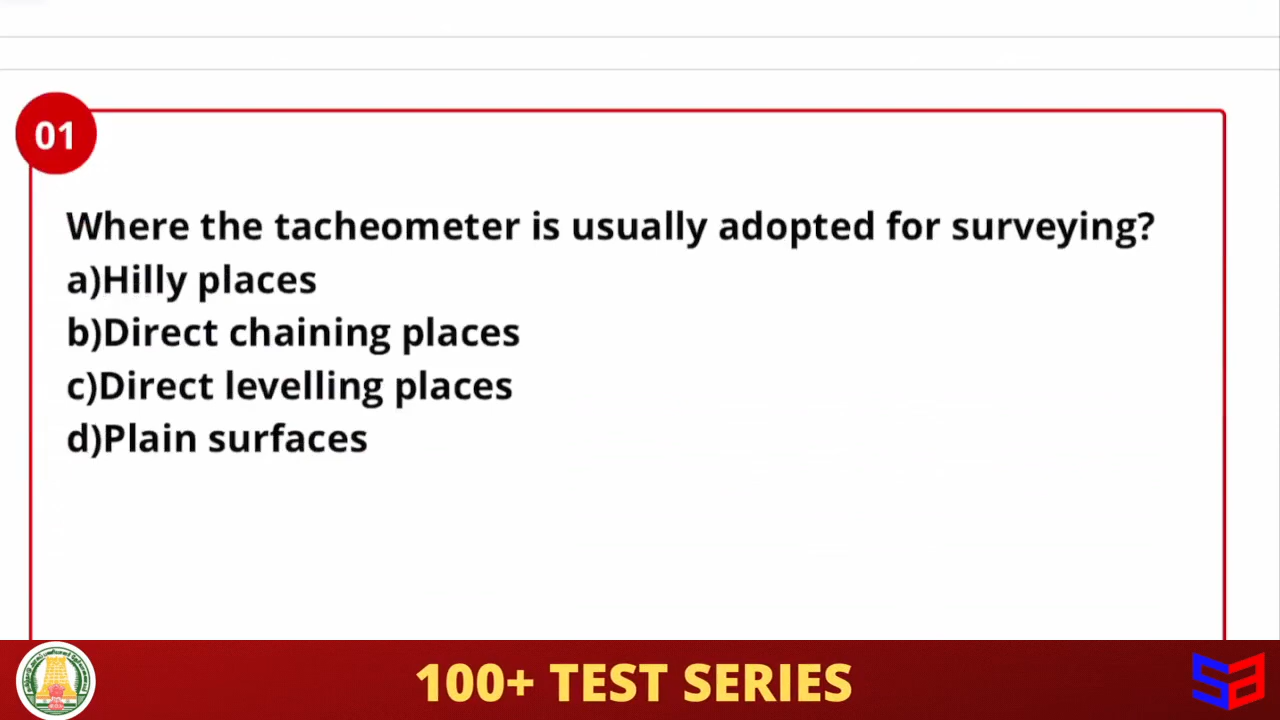 01
Where the tacheometer is usually adopted for surveying?
a)Hilly places
b)Direct chaining places
c)Direct levelling places
d)Plain surfaces
100+ TEST SERIES